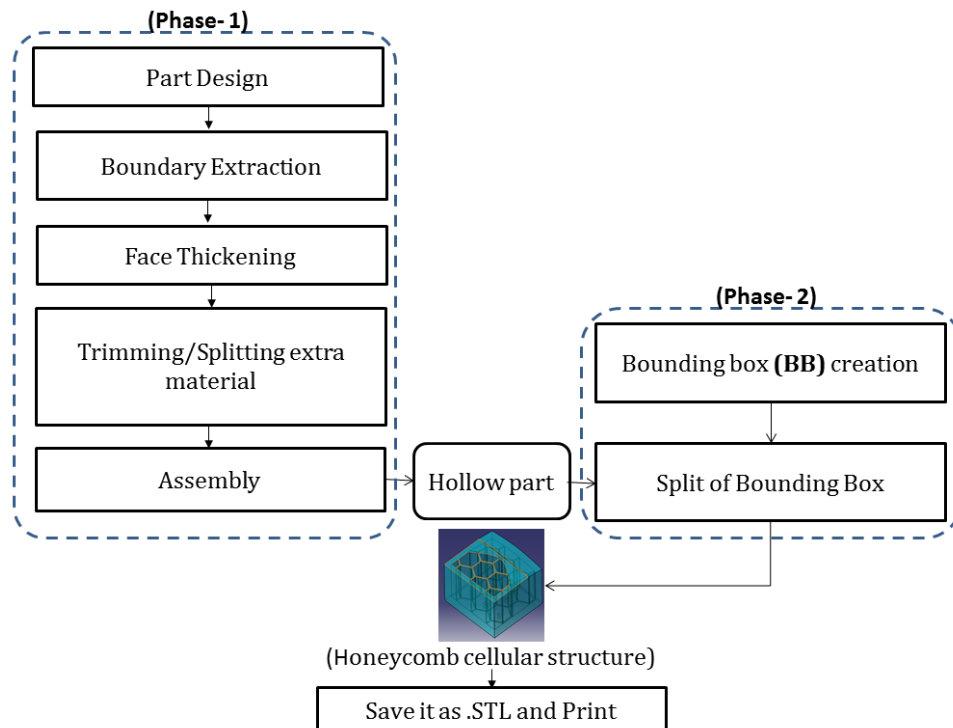 (Phase- 1)
Part Design
Boundary Extraction
Face Thickening
Trimming/Splitting extra
material
Assembly
Hollow part
(Phase- 2)
Bounding box (BB) creation
Split of Bounding Box
(Honeycomb cellular structure)
Save it as .STL and Print